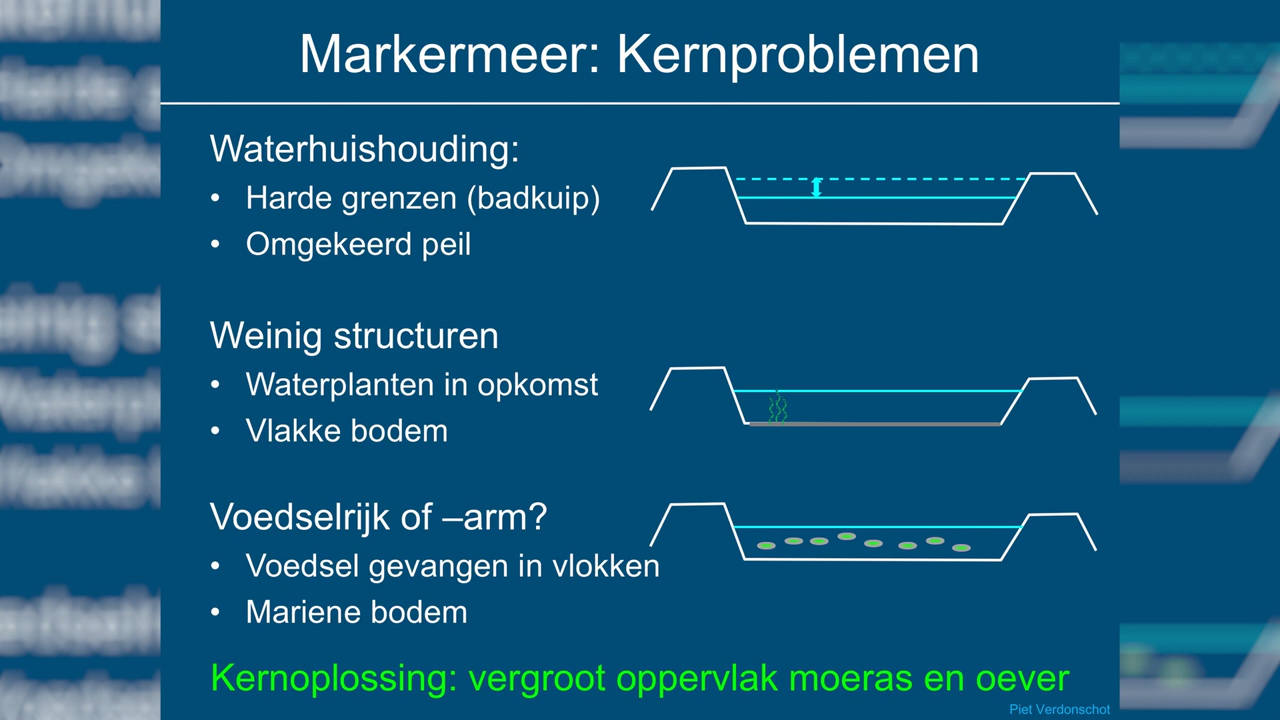 Markermeer: Kernproblemen
Waterhuishouding:
• Harde grenzen (badkuip)
• Omgekeerd peil
Weinig structuren
• Waterplanten in opkomst
• Vlakke bodem
Voedselrijk of –arm?
• Voedsel gevangen in vlokken
• Mariene bodem
Kernoplossing: vergroot oppervlak moeras en oever
Piet Verdonschot